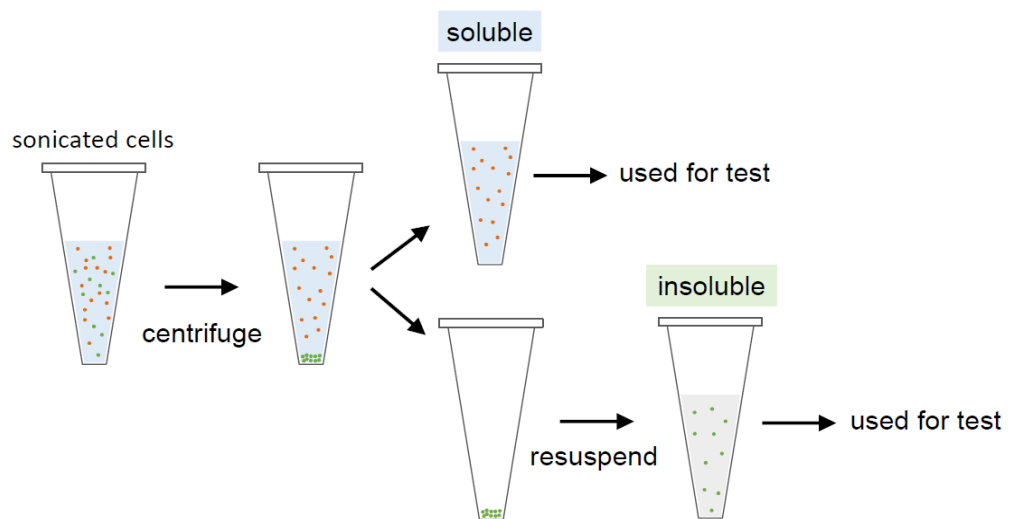 soluble
sonicated cells
used for test
centrifuge
insoluble
resuspend
used for test